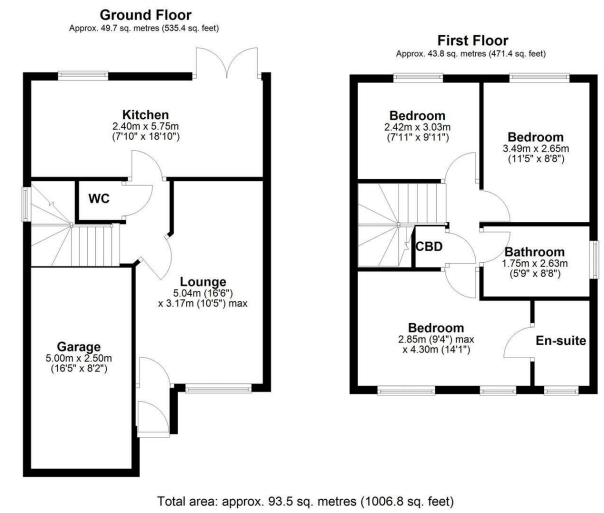 Ground Floor
Approx. 49.7 sq. metres (535.4 sq. feet)
Kitchen
2.40m x 5.75m
(7'10" x 18'10")
WC
Lounge
5.04m (16'6")
x 3.17m (10'5") max
Garage
5.00m x 2.50m
(16'5" x 8'2")
First Floor
Approx. 43.8 sq. metres (471.4 sq. feet)
Bedroom
2.42m x 3.03m
(7'11" x 9'11")
Bedroom
3.49m x 2.65m
(11'5" x 8'8")
CBD
Bathroom
1.75m x 2.63m
(5'9" x 8'8")
Bedroom
2.85m (9'4") max
x 4.30m (14'1")
En-suite
Total area: approx. 93.5 sq. metres (1006.8 sq. feet)